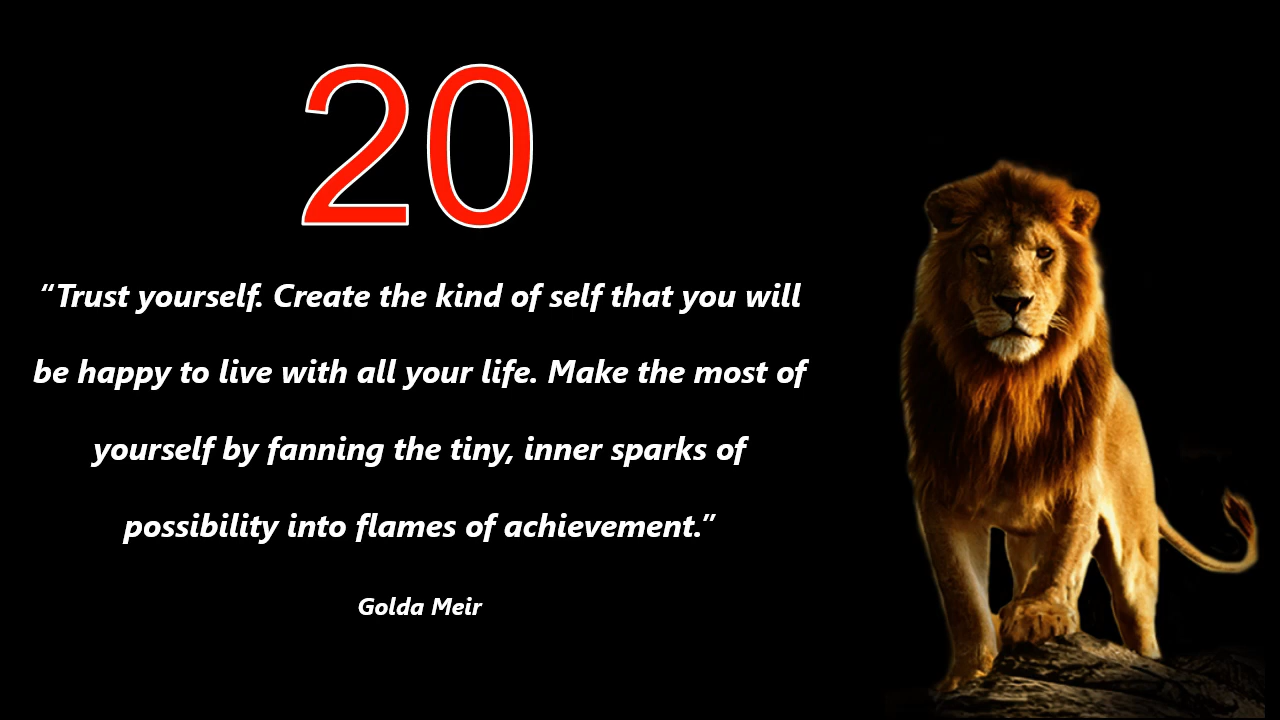 20
“Trust yourself. Create the kind of self that you will
be happy to live with all your life. Make the most of
yourself by fanning the tiny, inner sparks of
possibility into flames of achievement.”
Golda Meir